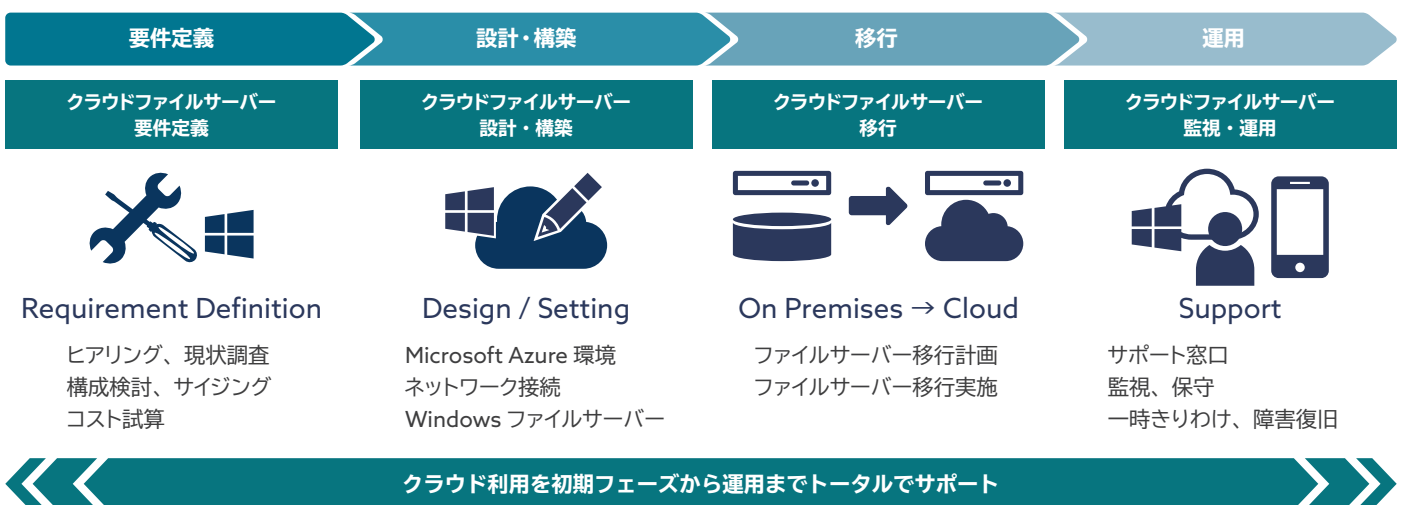 要件定義
設計・構築
移行
運用
クラウドファイルサーバー
要件定義
クラウドファイルサーバー
設計・構築
クラウドファイルサーバー
移行
クラウドファイルサーバー
監視・運用
Requirement Definition
ヒアリング、現状調査
構成検討、サイジング
コスト試算
Design / Setting
Microsoft Azure 環境
ネットワーク接続
Windows ファイルサーバー
On Premises → Cloud
ファイルサーバー移行計画
ファイルサーバー移行実施
Support
サポート窓口
監視、保守
一時きりわけ、障害復旧
クラウド利用を初期フェーズから運用までトータルでサポート